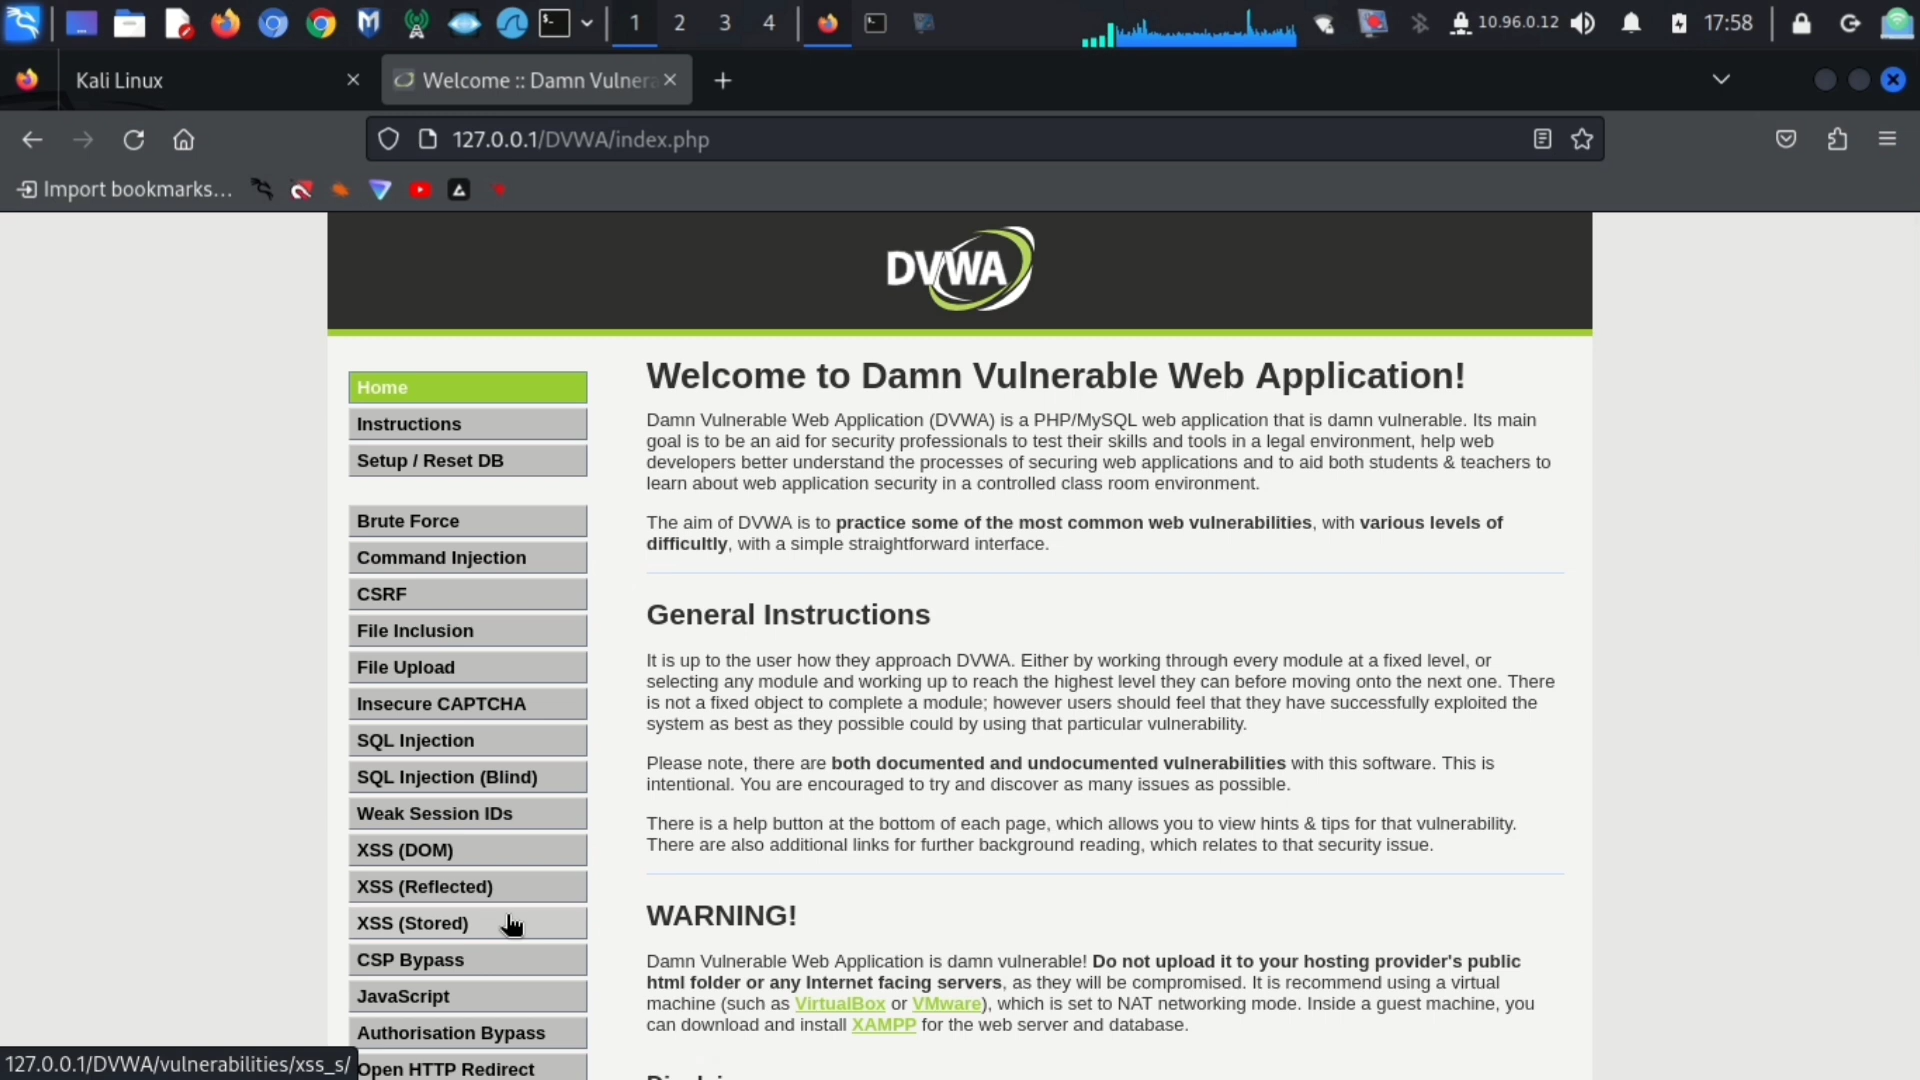 1 2 3 4 10.96.0.12 17:58
Kali Linux
Welcome :: Damn Vulnera
127.0.0.1/DVWA/index.php
Import bookmarks...
DVWA
Home
Instructions
Setup / Reset DB
Brute Force
Command Injection
CSRF
File Inclusion
File Upload
Insecure CAPTCHA
SQL Injection
SQL Injection (Blind)
Weak Session IDs
XSS (DOM)
XSS (Reflected)
XSS (Stored)
CSP Bypass
JavaScript
Authorisation Bypass
Open HTTP Redirect
Welcome to Damn Vulnerable Web Application!
Damn Vulnerable Web Application (DVWA) is a PHP/MySQL web application that is damn vulnerable. Its main
goal is to be an aid for security professionals to test their skills and tools in a legal environment, help web
developers better understand the processes of securing web applications and to aid both students & teachers to
learn about web application security in a controlled class room environment.
The aim of DVWA is to practice some of the most common web vulnerabilities, with various levels of
difficultly, with a simple straightforward interface.
General Instructions
It is up to the user how they approach DVWA. Either by working through every module at a fixed level, or
selecting any module and working up to reach the highest level they can before moving onto the next one. There
is not a fixed object to complete a module; however users should feel that they have successfully exploited the
system as best as they possible could by using that particular vulnerability.
Please note, there are both documented and undocumented vulnerabilities with this software. This is
intentional. You are encouraged to try and discover as many issues as possible.
There is a help button at the bottom of each page, which allows you to view hints & tips for that vulnerability.
There are also additional links for further background reading, which relates to that security issue.
WARNING!
Damn Vulnerable Web Application is damn vulnerable! Do not upload it to your hosting provider's public
html folder or any Internet facing servers, as they will be compromised. It is recommend using a virtual
machine (such as VirtualBox or VMware), which is set to NAT networking mode. Inside a guest machine, you
can download and install XAMPP for the web server and database.
127.0.0.1/DVWA/vulnerabilities/xss_s/